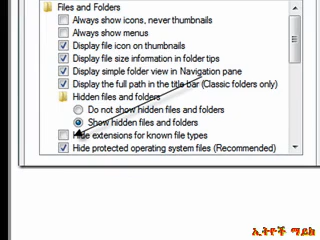 Files and Folders
Always show icons, never thumbnails
Always show menus
Display file icon on thumbnails
Display file size information in folder tips
Display simple folder view in Navigation pane
Display the full path in the title bar (Classic folders only)
Hidden files and folders
Do not show hidden files and folders
Show hidden files and folders
Hide extensions for known file types
Hide protected operating system files (Recommended)
ኢትዮች ማይክ